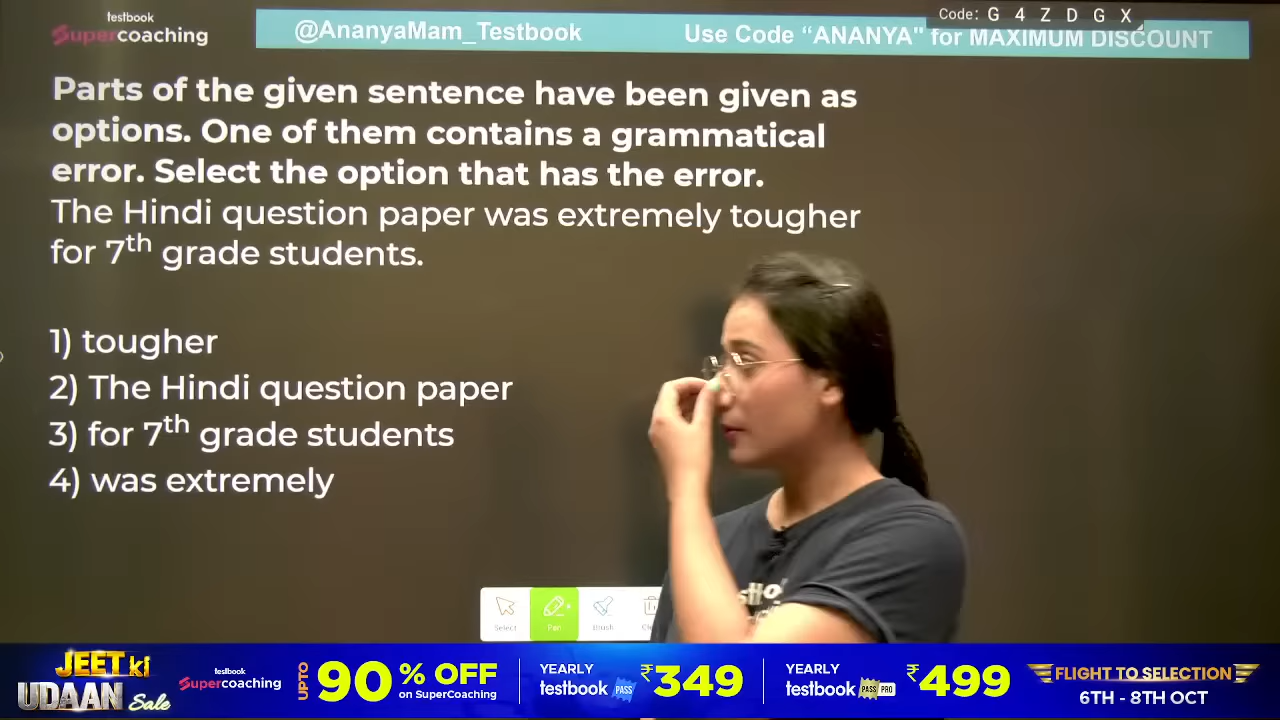 testbook
Supercoaching
@AnanyaMam_Testbook
Use Code “ANANYA" for MAXIMUM DISCOUNT
Code: G 4 Z D G X
Parts of the given sentence have been given as
options. One of them contains a grammatical
error. Select the option that has the error.
The Hindi question paper was extremely tougher
for 7th grade students.
1) tougher
2) The Hindi question paper
3) for 7th grade students
4) was extremely
Select
Pen
Brush
JEET ki
UDAAN Sale
testbook
Supercoaching
UPTO 90% OFF
on SuperCoaching
YEARLY
testbook PASS
₹349
YEARLY
testbook PASS PRO
₹499
FLIGHT TO SELECTION
6TH - 8TH OCT